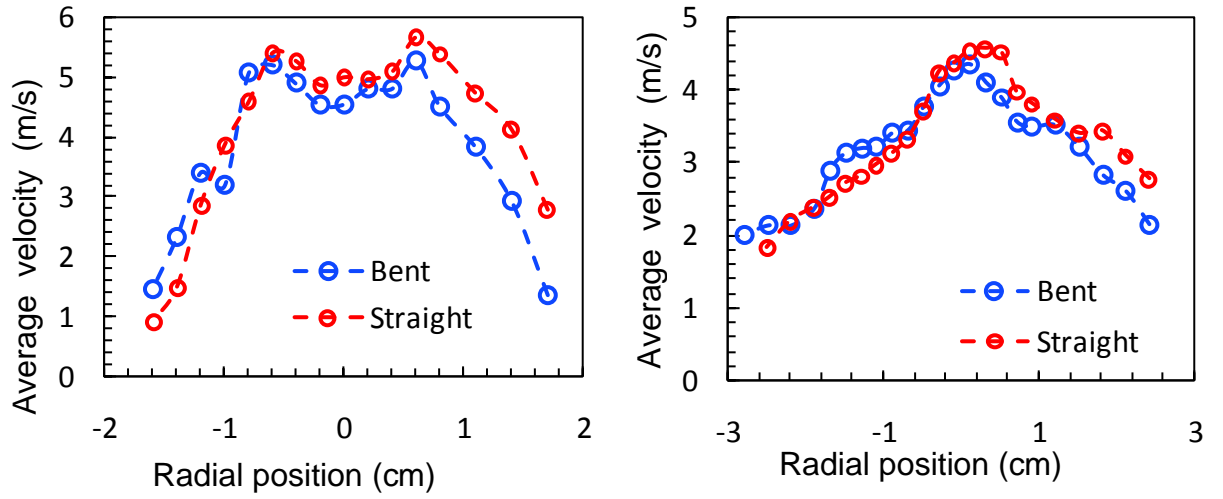 6
5
4
3
2
1
0
Average velocity (m/s)
Bent
Straight
-2
-1
0
1
2
Radial position (cm)
5
4
3
2
1
0
Average velocity (m/s)
Bent
Straight
-3
-1
1
3
Radial position (cm)